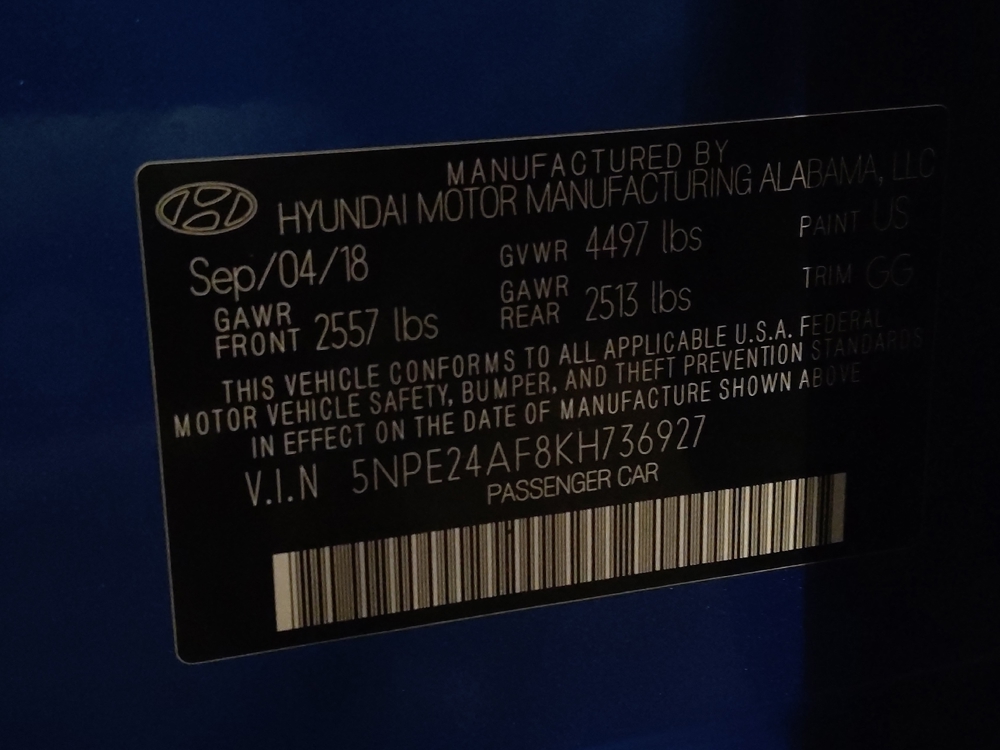 MANUFACTURED BY
HYUNDAI MOTOR MANUFACTURING ALABAMA, LLC
Sep/04/18 GVWR 4497 lbs PAINT US
GAWR FRONT 2557 lbs GAWR REAR 2513 lbs TRIM GG
THIS VEHICLE CONFORMS TO ALL APPLICABLE U.S.A. FEDERAL
MOTOR VEHICLE SAFETY, BUMPER, AND THEFT PREVENTION STANDARDS
IN EFFECT ON THE DATE OF MANUFACTURE SHOWN ABOVE
V.I.N 5NPE24AF8KH736927
PASSENGER CAR